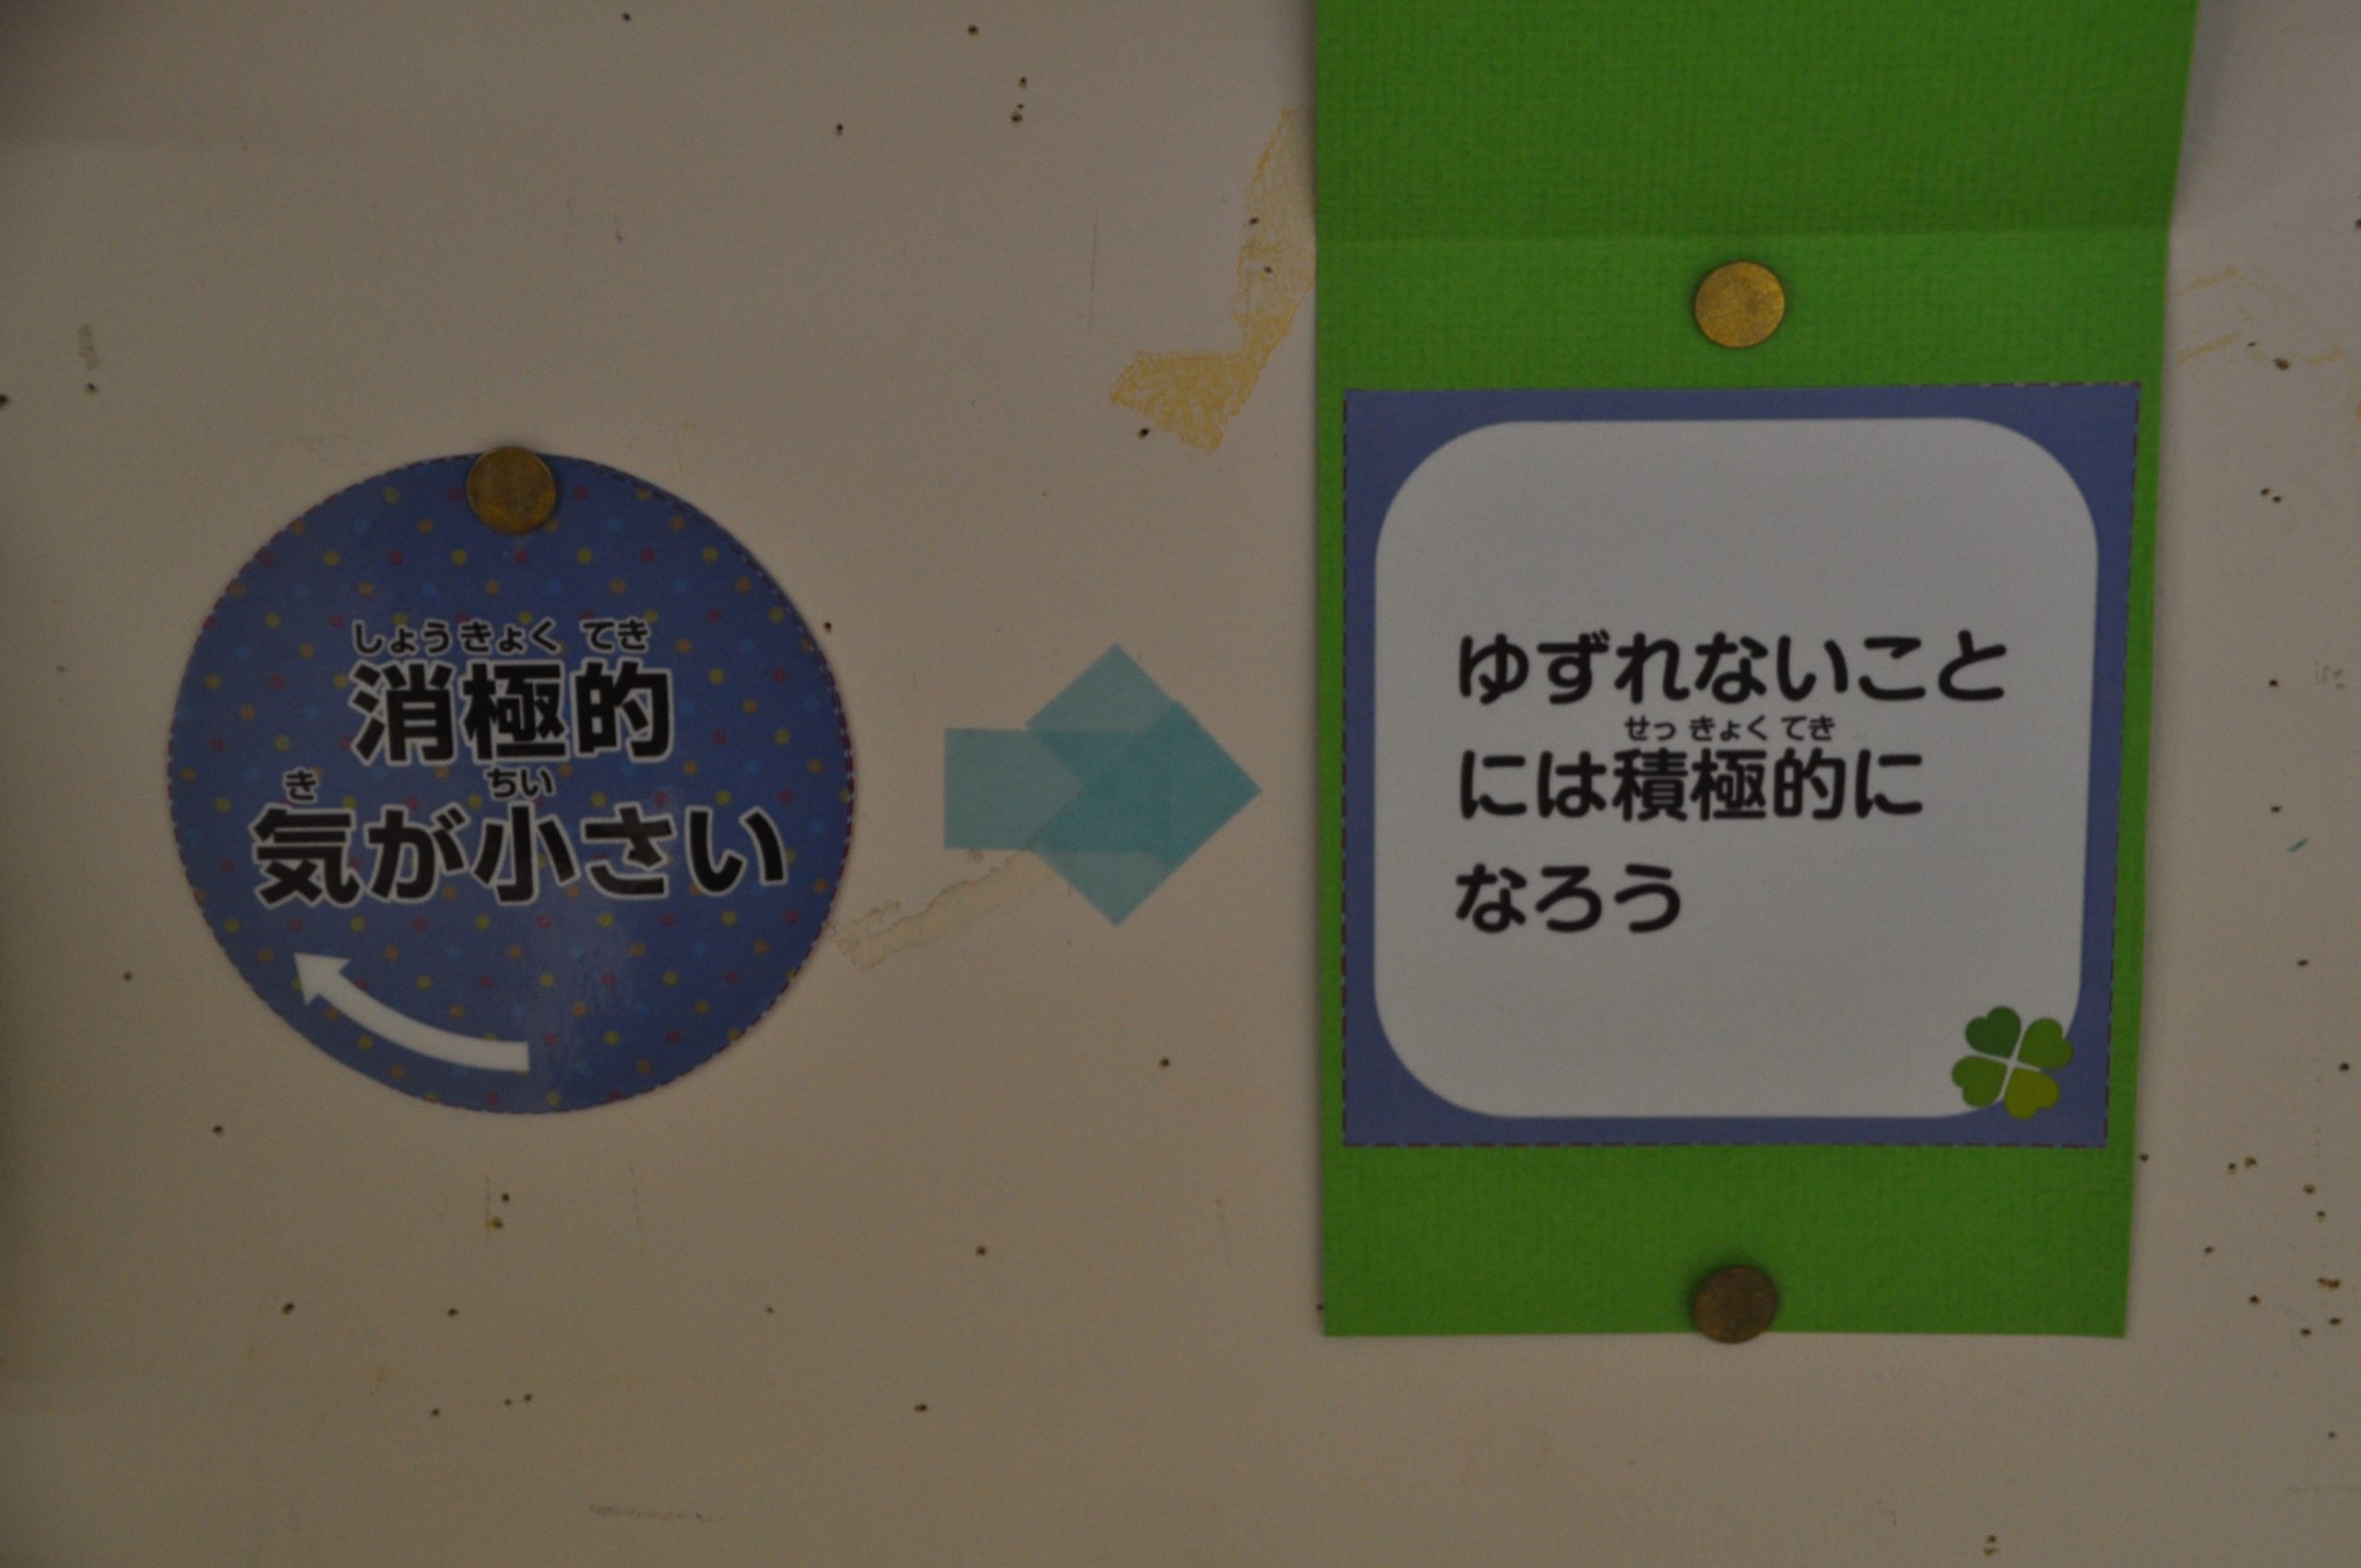 しょうきょく てき
消極的
き ちい
気が小さい
ゆずれないこと
せっ きょく てき
には積極的に
なろう